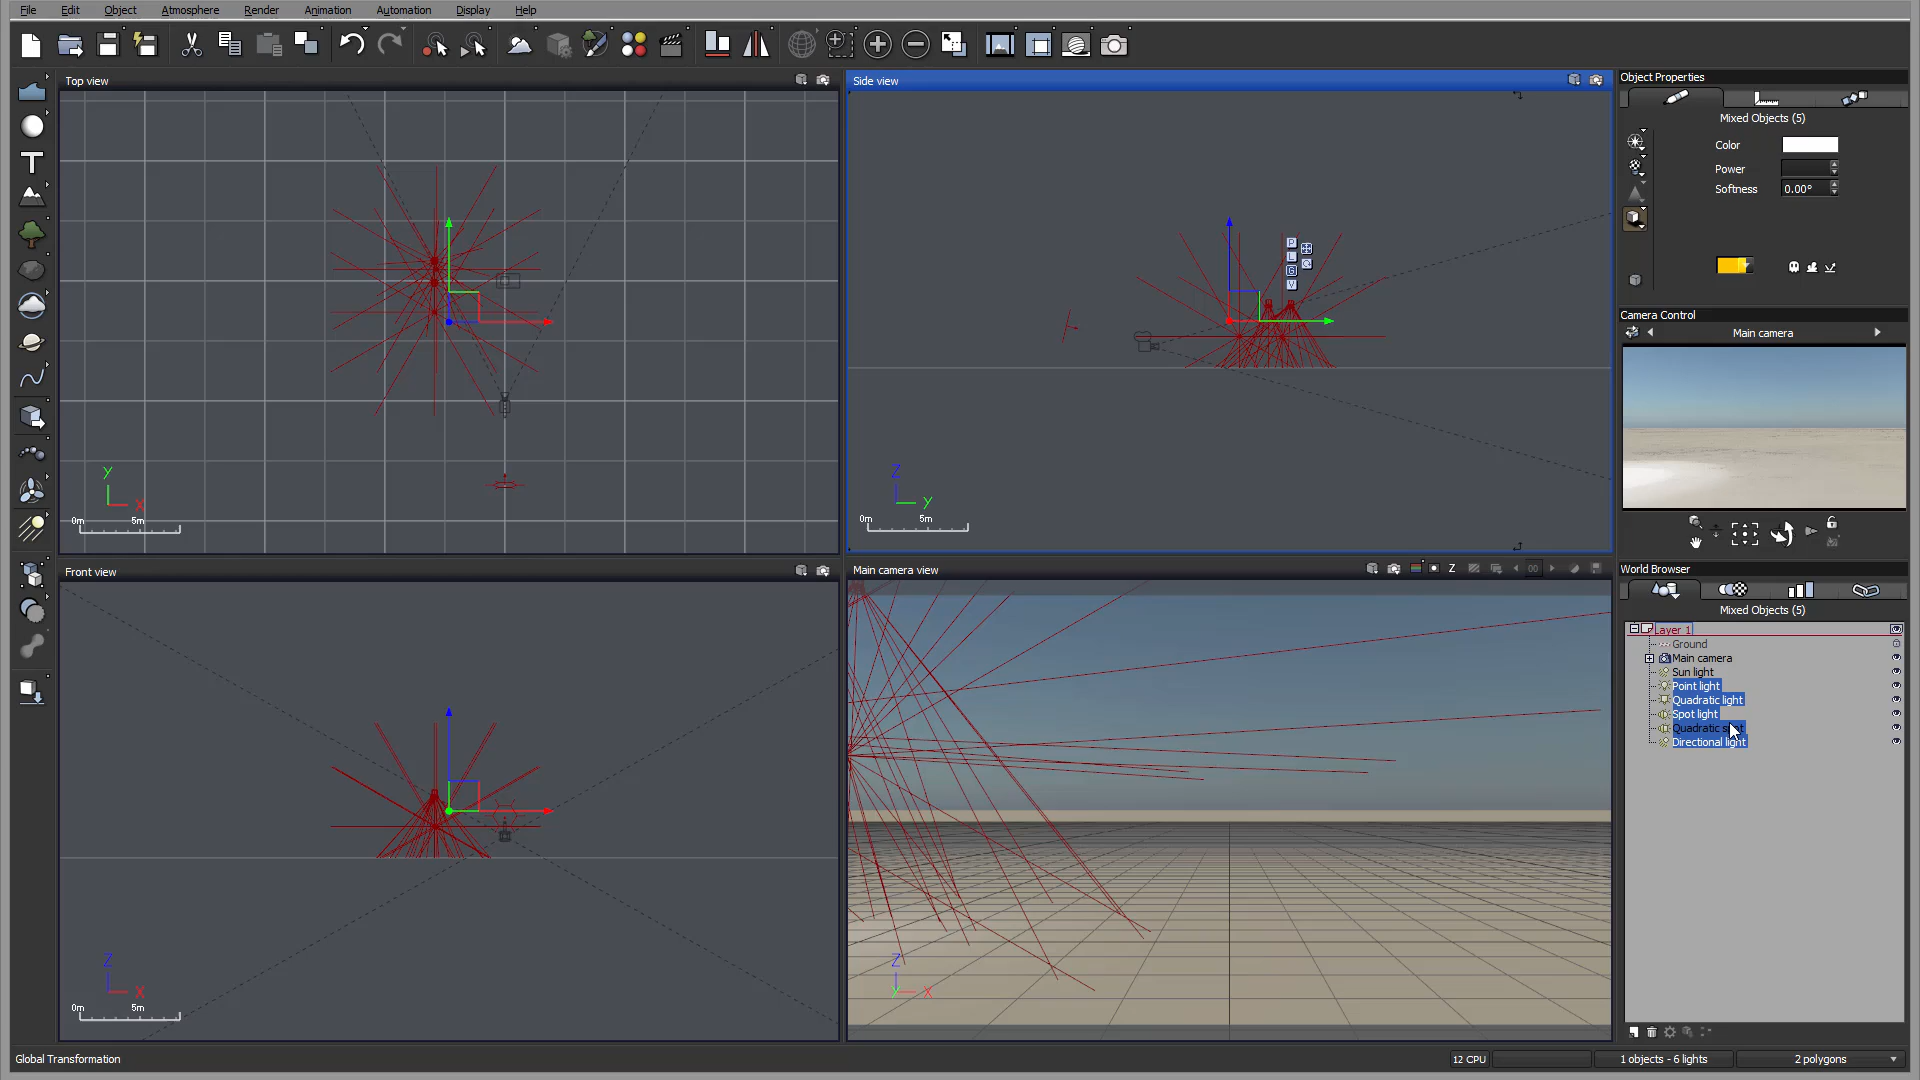 File Edit Object Atmosphere Render Animation Automation Display Help
Top view
Y
X
0m 5m
Side view
P
L
G
V
Z
Y
0m 5m
Front view
Z
X
0m 5m
Main camera view
Z 00
Z
Y X
Object Properties
Mixed Objects (5)
Color
Power
Softness 0.00°
Camera Control
Main camera
World Browser
Mixed Objects (5)
Layer 1
Ground
Main camera
Sun light
Point light
Quadratic light
Spot light
Quadratic
Directional light
Global Transformation
12 CPU
1 objects - 6 lights
2 polygons